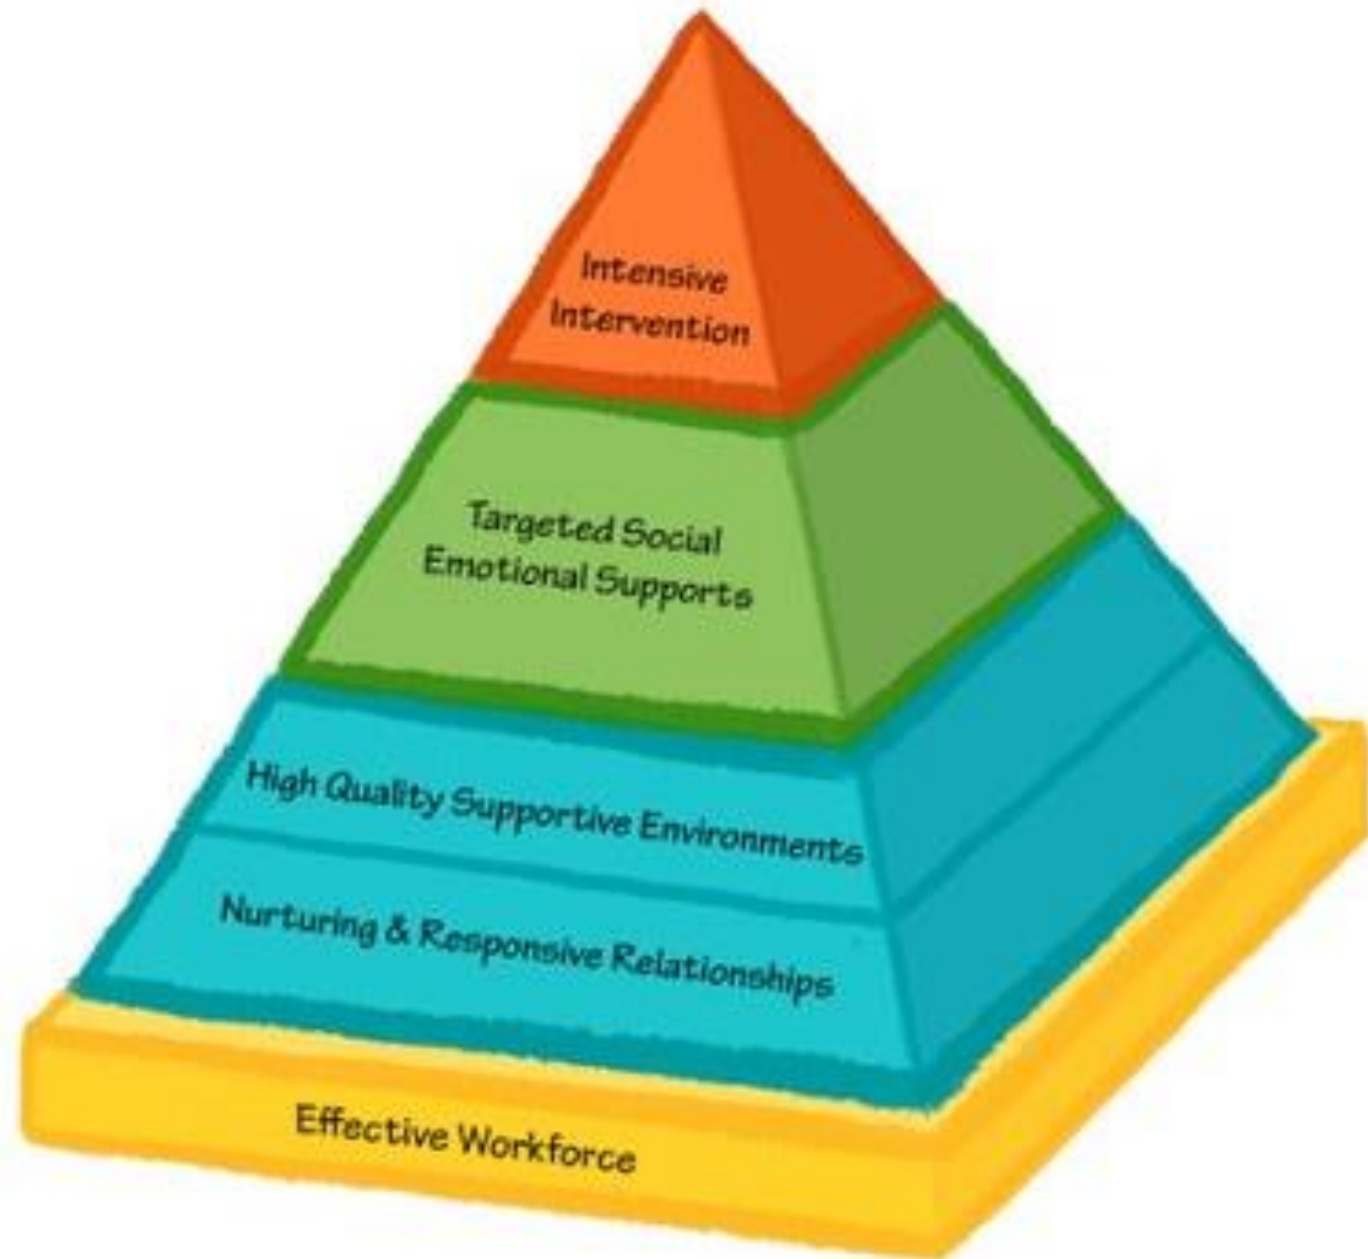 Intensive
Intervention
Targeted Social
Emotional Supports
High Quality Supportive Environments
Nurturing & Responsive Relationships
Effective Workforce